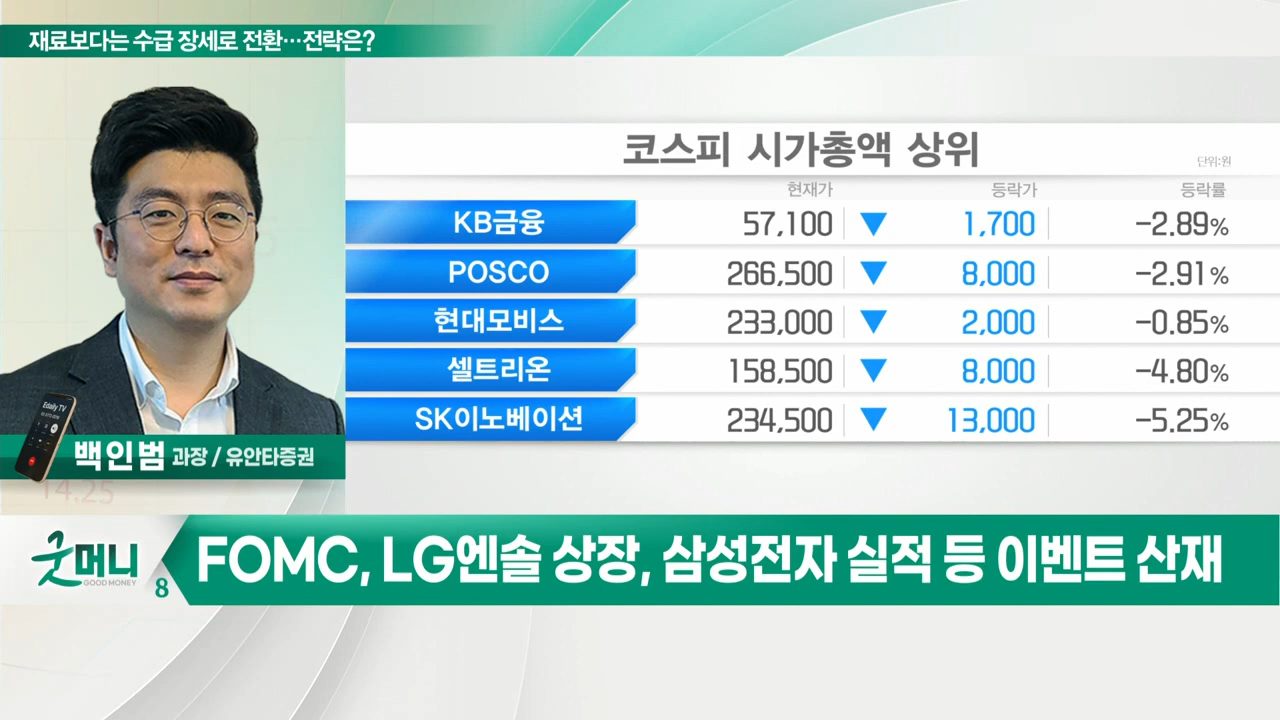 재료보다는 수급 장세로 전환…전략은?
코스피 시가총액 상위
단위:원
현재가 등락가 등락률
KB금융 57,100 ▼ 1,700 -2.89%
POSCO 266,500 ▼ 8,000 -2.91%
현대모비스 233,000 ▼ 2,000 -0.85%
셀트리온 158,500 ▼ 8,000 -4.80%
SK이노베이션 234,500 ▼ 13,000 -5.25%
Edaily TV
백인범 과장 / 유안타증권
14.25
굿머니
GOOD MONEY
8
FOMC, LG엔솔 상장, 삼성전자 실적 등 이벤트 산재